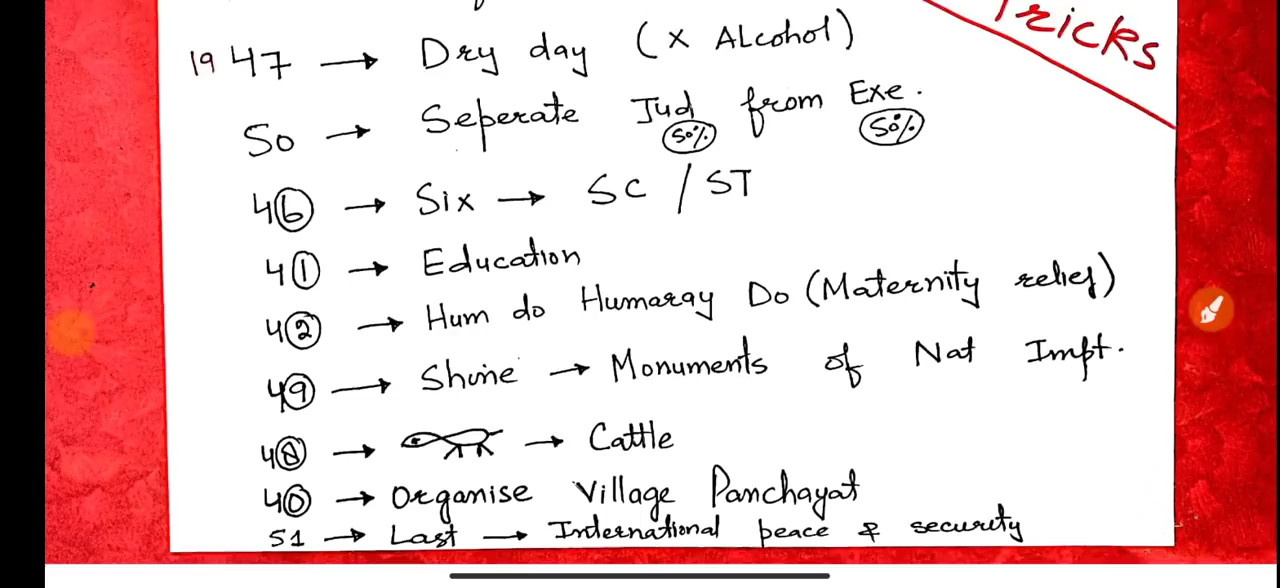 Tricks
1947 → Dry day (x Alcohol)
50 → Seperate Jud from Exe.
50% 50%
46 → Six → SC / ST
41 → Education
42 → Hum do Humaray Do (Maternity relief)
49 → Shine → Monuments of Nat Impt.
48 → → Cattle
40 → Organise Village Panchayat
51 → Last → International peace & security